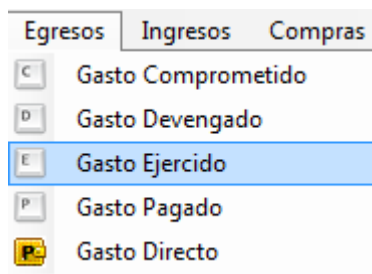 Egresos Ingresos Compras
C Gasto Comprometido
D Gasto Devengado
E Gasto Ejercido
P Gasto Pagado
P Gasto Directo